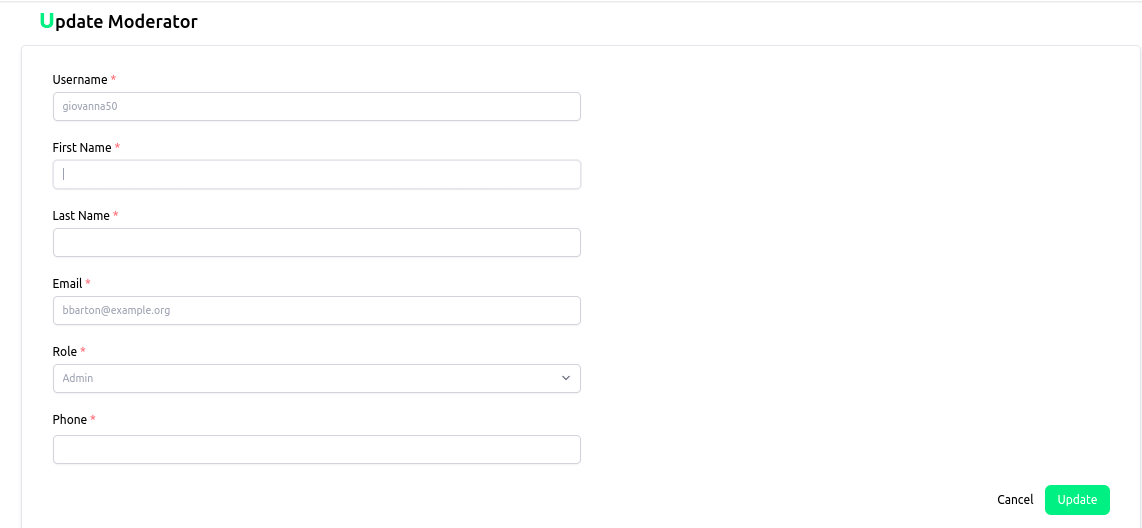 Update Moderator
Username *
giovanna50
First Name *
Last Name *
Email *
bbarton@example.org
Role *
Admin
Phone *
Cancel Update